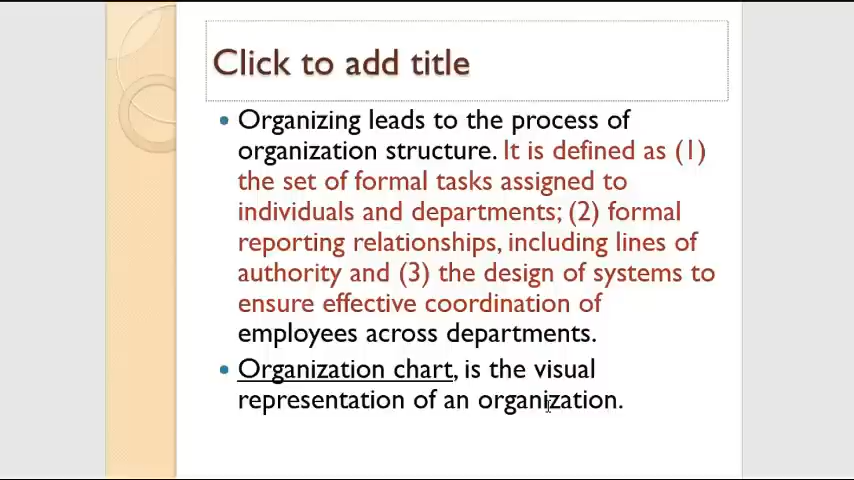 Click to add title
Organizing leads to the process of
organization structure. It is defined as (1)
the set of formal tasks assigned to
individuals and departments; (2) formal
reporting relationships, including lines of
authority and (3) the design of systems to
ensure effective coordination of
employees across departments.
Organization chart, is the visual
representation of an organization.